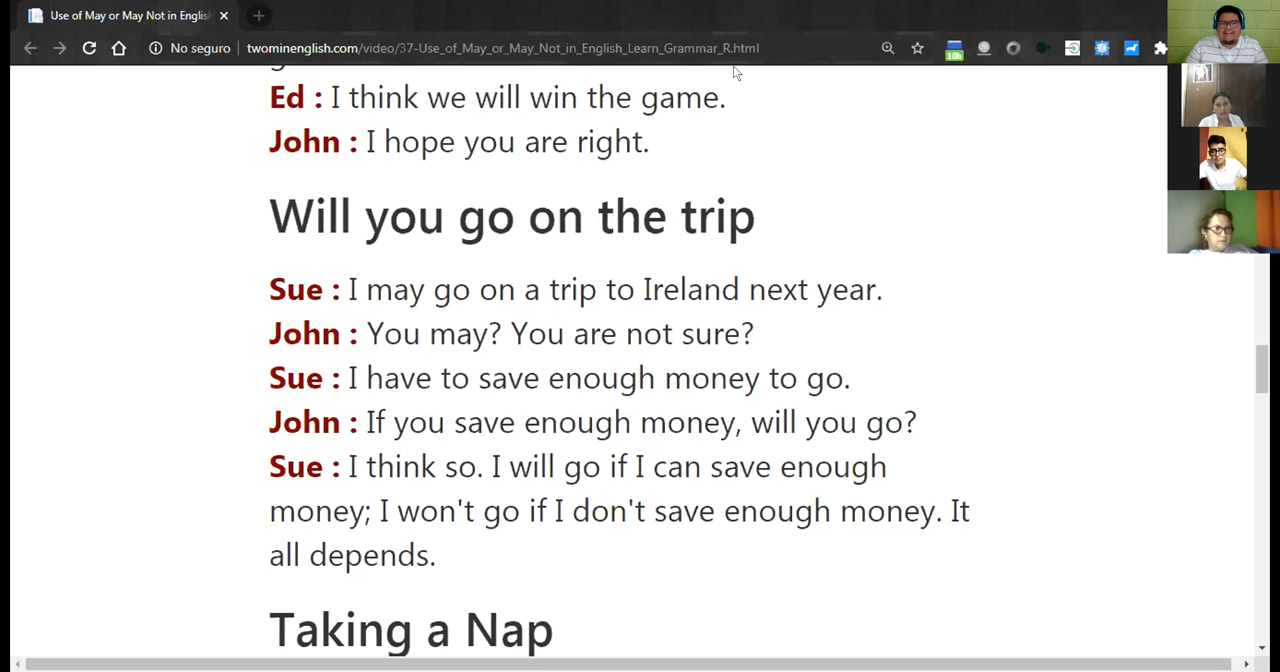 Use of May or May Not in Englis
No seguro
twominenglish.com/video/37-Use_of_May_or_May_Not_in_English_Learn_Grammar_R.html
10h
Ed : I think we will win the game.
John : I hope you are right.
Will you go on the trip
Sue : I may go on a trip to Ireland next year.
John : You may? You are not sure?
Sue : I have to save enough money to go.
John : If you save enough money, will you go?
Sue : I think so. I will go if I can save enough
money; I won't go if I don't save enough money. It
all depends.
Taking a Nap